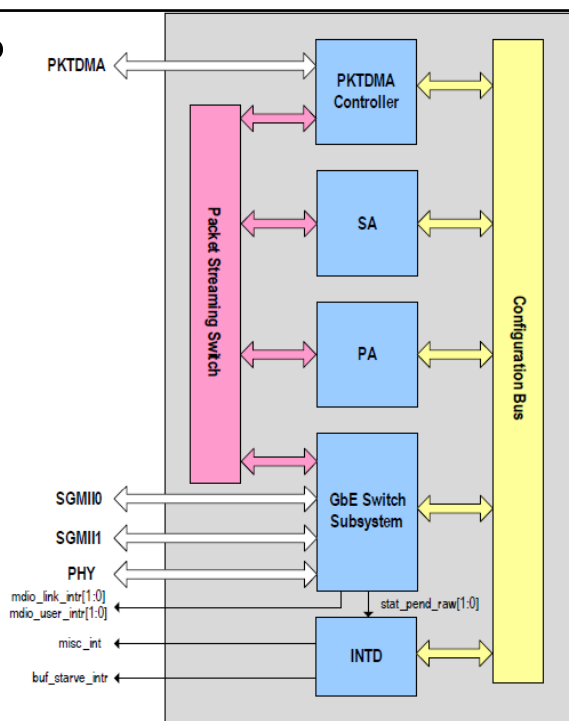 PKTDMA
PKTDMA
Controller
SA
Packet Streaming Switch
Configuration Bus
PA
GbE Switch
Subsystem
SGMII0
SGMII1
PHY
mdio_link_intr[1:0]
mdio_user_intr[1:0]
stat_pend_raw[1:0]
misc_int
INTD
buf_starve_intr